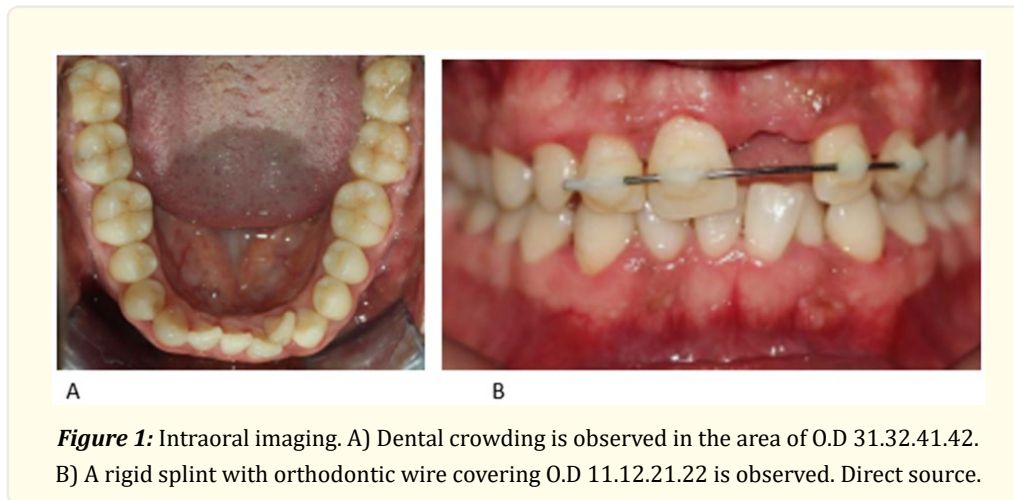 A
B
Figure 1: Intraoral imaging. A) Dental crowding is observed in the area of O.D 31.32.41.42.
B) A rigid splint with orthodontic wire covering O.D 11.12.21.22 is observed. Direct source.